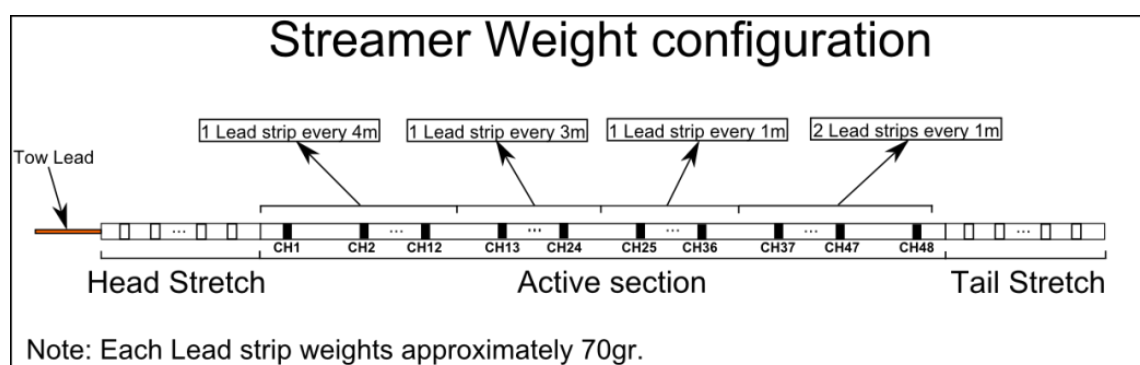 Streamer Weight configuration
1 Lead strip every 4m
1 Lead strip every 3m
1 Lead strip every 1m
2 Lead strips every 1m
Tow Lead
... ... ... ... ... ...
CH1 CH2 CH12 CH13 CH24 CH25 CH36 CH37 CH47 CH48
Head Stretch Active section Tail Stretch
Note: Each Lead strip weights approximately 70gr.